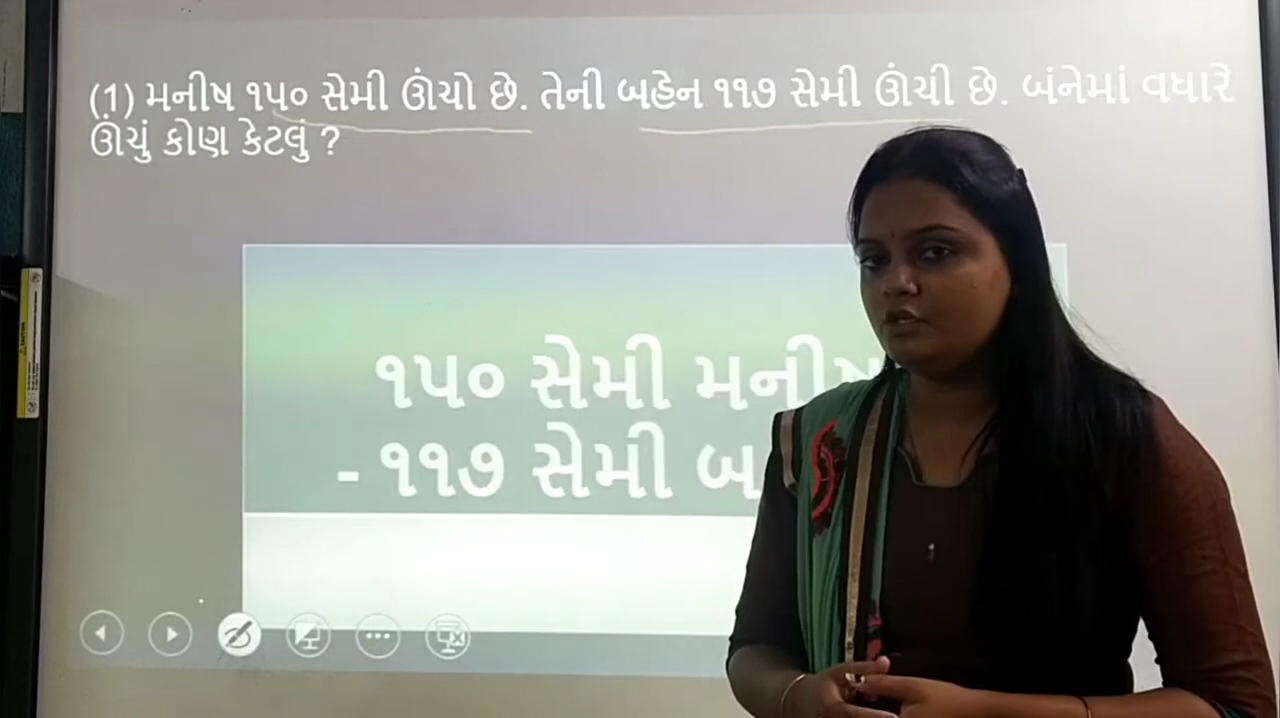 (1) મનીષ ૧૫૦ સેમી ઊંચો છે. તેની બહેન ૧૧૭ સેમી ઊંચી છે. બંનેમાં વધારે
ઊંચું કોણ કેટલું ?
૧૫૦ સેમી મનીષ
- ૧૧૭ સેમી